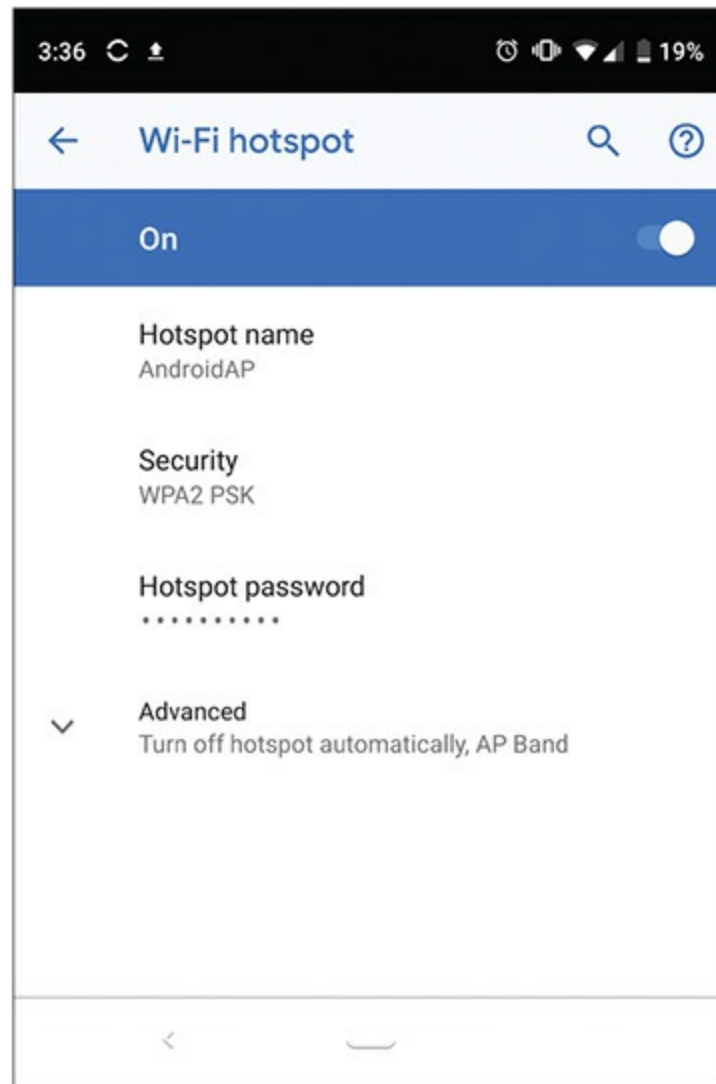 3:36 19%
Wi-Fi hotspot
On
Hotspot name
AndroidAP
Security
WPA2 PSK
Hotspot password
••••••••••
Advanced
Turn off hotspot automatically, AP Band